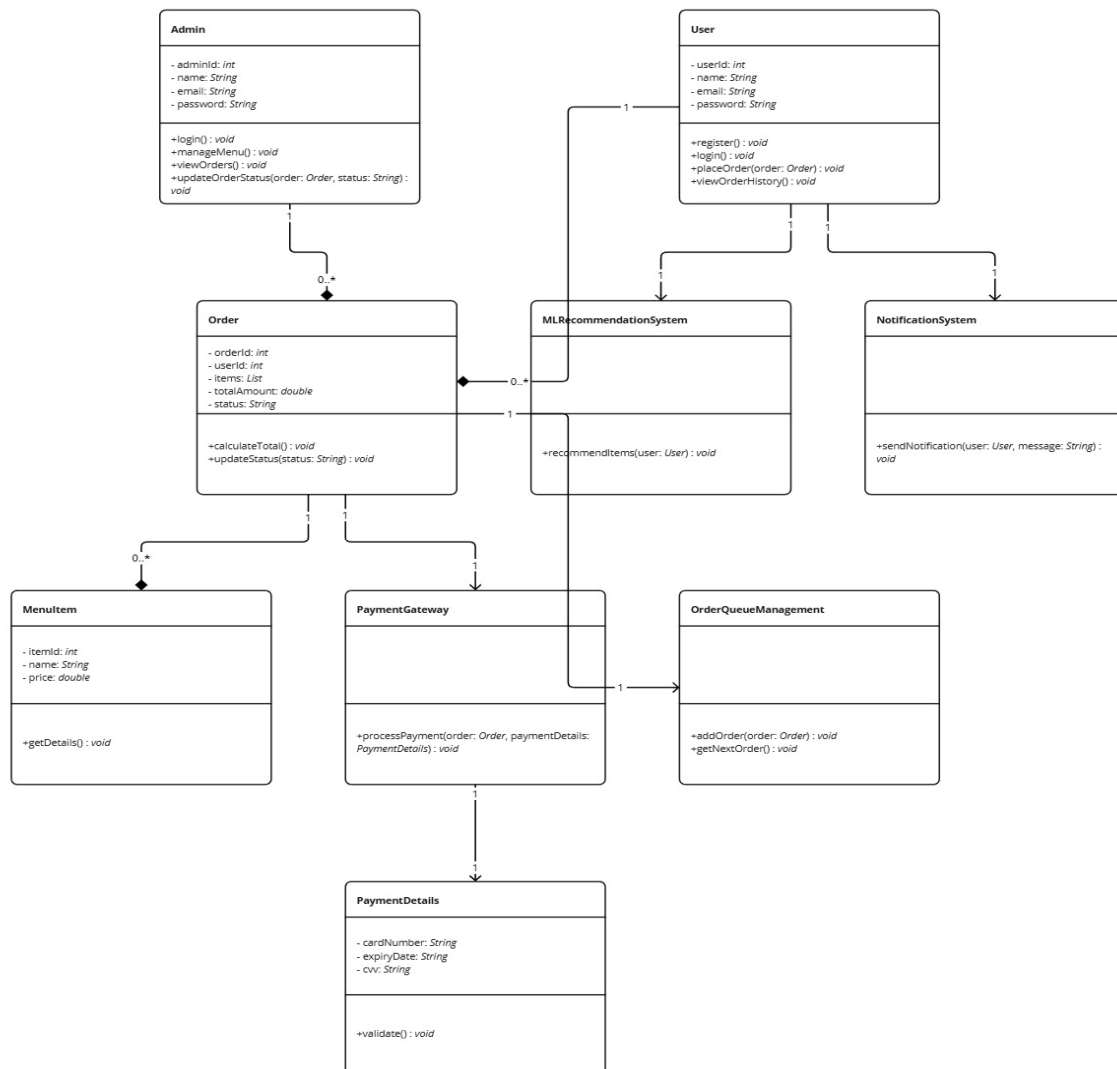 Admin
- adminId: int
- name: String
- email: String
- password: String
+login() : void
+manageMenu() : void
+viewOrders() : void
+updateOrderStatus(order: Order, status: String) :
void
User
- userId: int
- name: String
- email: String
- password: String
+register() : void
+login() : void
+placeOrder(order: Order) : void
+viewOrderHistory() : void
1
1
1
1
0..*
1
1
Order
- orderId: int
- userId: int
- items: List
- totalAmount: double
- status: String
+calculateTotal() : void
+updateStatus(status: String) : void
0..*
1
MLRecommendationSystem
+recommendItems(user: User) : void
NotificationSystem
+sendNotification(user: User, message: String) :
void
1
1
0..*
1
MenuItem
- itemId: int
- name: String
- price: double
+getDetails() : void
PaymentGateway
+processPayment(order: Order, paymentDetails:
PaymentDetails) : void
1
OrderQueueManagement
+addOrder(order: Order) : void
+getNextOrder() : void
1
1
PaymentDetails
- cardNumber: String
- expiryDate: String
- cvv: String
+validate() : void